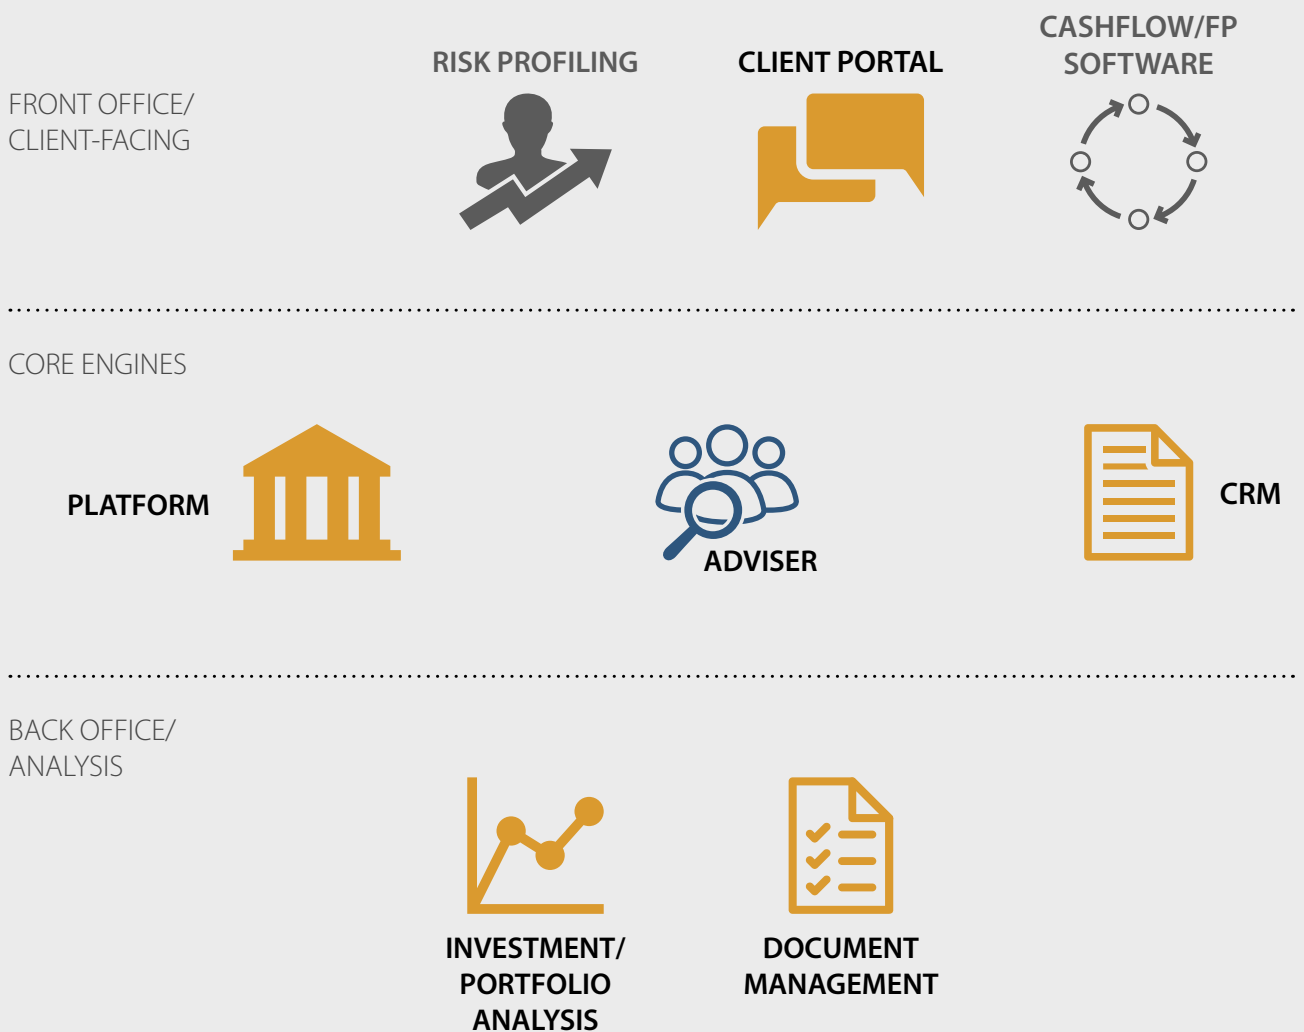 FRONT OFFICE/
CLIENT-FACING
RISK PROFILING
CLIENT PORTAL
CASHFLOW/FP
SOFTWARE
CORE ENGINES
PLATFORM
ADVISER
CRM
BACK OFFICE/
ANALYSIS
INVESTMENT/
PORTFOLIO
ANALYSIS
DOCUMENT
MANAGEMENT